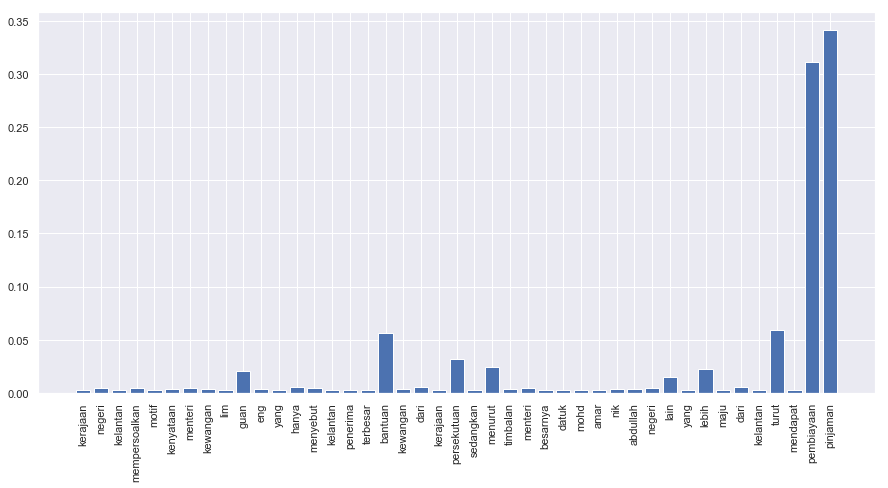 0.35
0.30
0.25
0.20
0.15
0.10
0.05
0.00
kerajaan
negeri
kelantan
mempersoalkan
motif
kenyataan
menteri
kewangan
lim
guan
eng
yang
hanya
menyebut
kelantan
penerima
terbesar
bantuan
kewangan
dari
kerajaan
persekutuan
sedangkan
menurut
timbalan
menteri
besarnya
datuk
mohd
amar
nik
abdullah
negeri
lain
yang
lebih
maju
dari
kelantan
turut
mendapat
pembiayaan
pinjaman